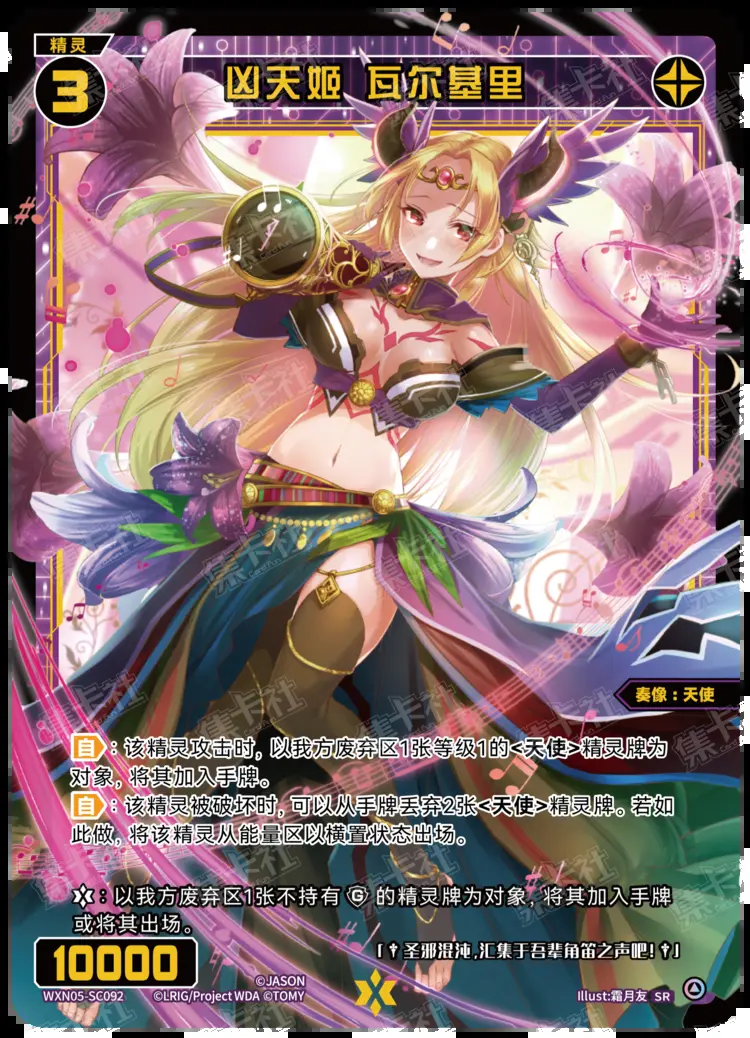 精灵
3
凶天姬 瓦尔基里
奏像：天使
自：该精灵攻击时，以我方废弃区1张等级1的<天使>精灵牌为
对象，将其加入手牌。
自：该精灵被破坏时，可以从手牌丢弃2张<天使>精灵牌。若如
此做，将该精灵从能量区以横置状态出场。
：以我方废弃区1张不持有 G 的精灵牌为对象，将其加入手牌
或将其出场。
「✝圣邪混沌,汇集于吾辈角笛之声吧！✝」
10000
©JASON
WXN05-SC092 ©LRIG/Project WDA ©TOMY
Illust:霜月友 SR
集卡社